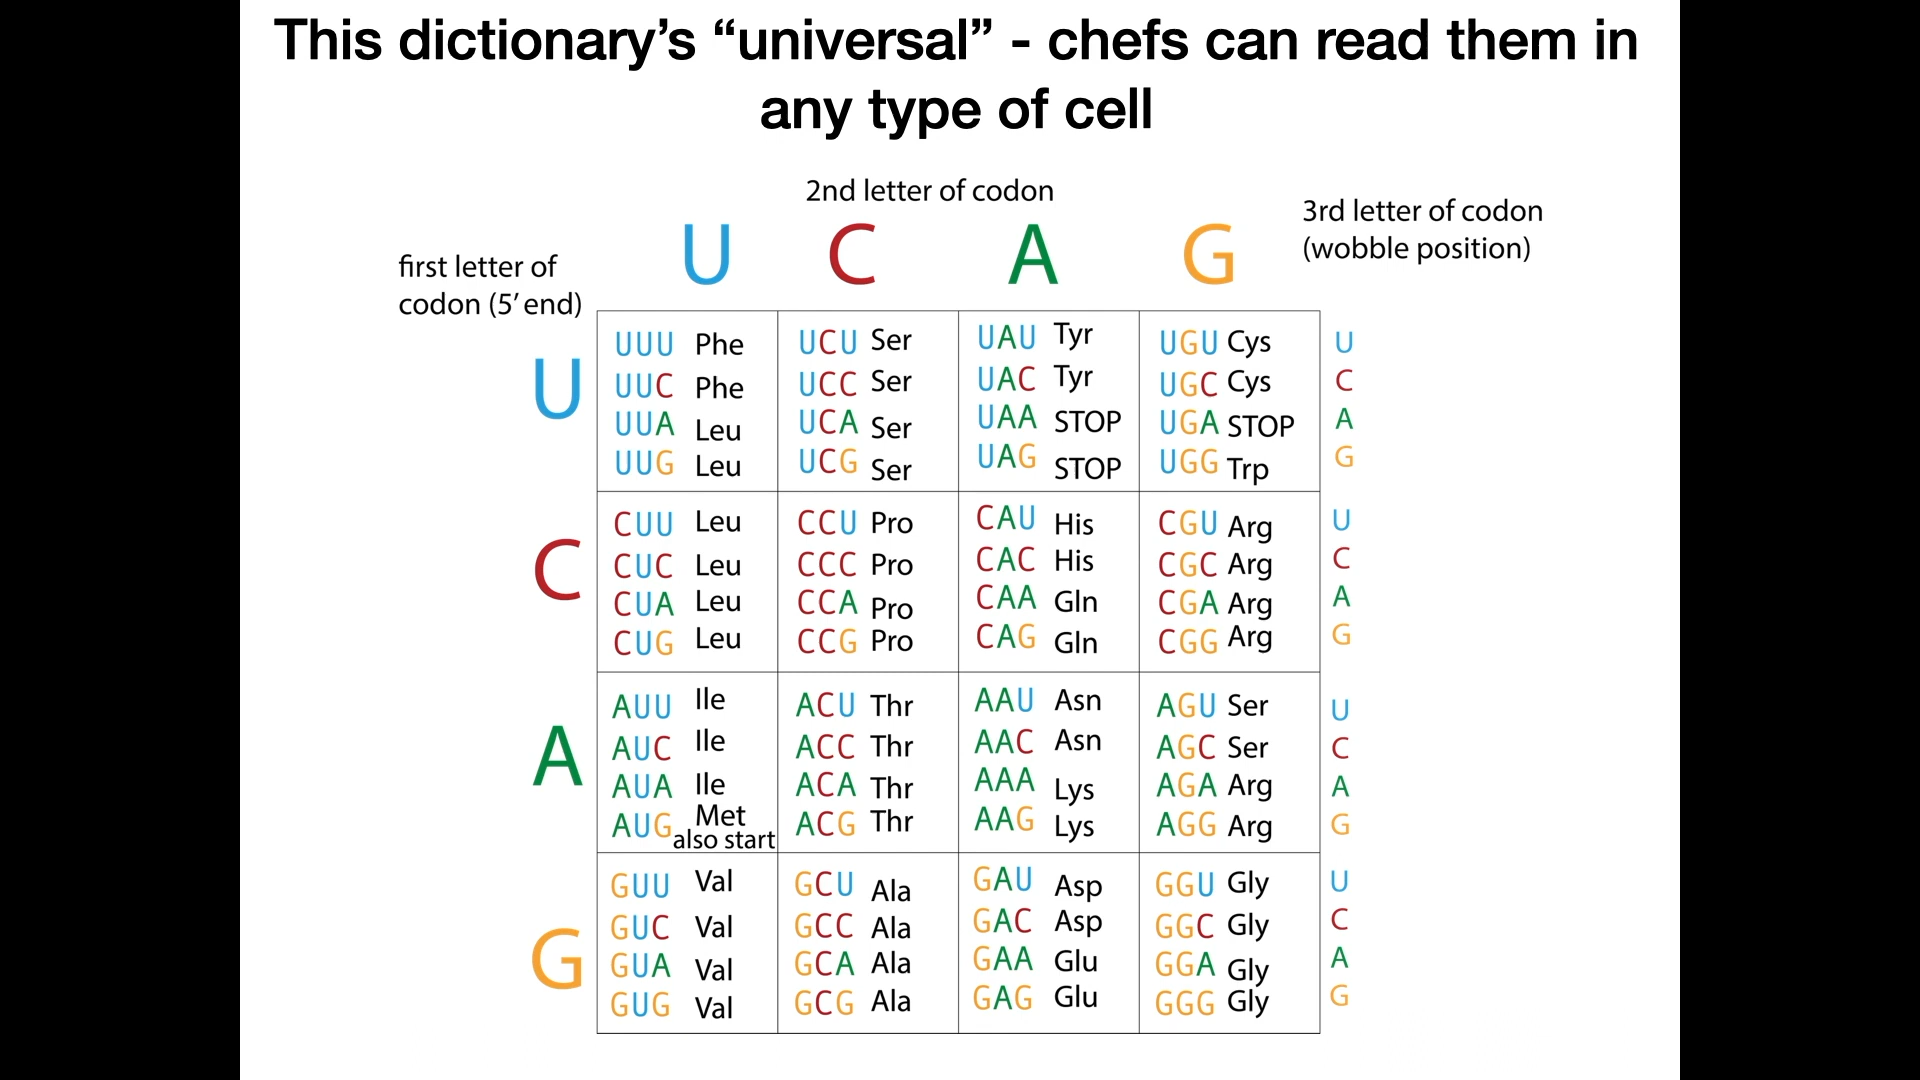 This dictionary’s “universal” - chefs can read them in
any type of cell
2nd letter of codon
3rd letter of codon
(wobble position)
first letter of
codon (5’ end)
U C A G
U
UUU Phe UCU Ser UAU Tyr UGU Cys U
UUC Phe UCC Ser UAC Tyr UGC Cys C
UUA Leu UCA Ser UAA STOP UGA STOP A
UUG Leu UCG Ser UAG STOP UGG Trp G
C
CUU Leu CCU Pro CAU His CGU Arg U
CUC Leu CCC Pro CAC His CGC Arg C
CUA Leu CCA Pro CAA Gln CGA Arg A
CUG Leu CCG Pro CAG Gln CGG Arg G
A
AUU Ile ACU Thr AAU Asn AGU Ser U
AUC Ile ACC Thr AAC Asn AGC Ser C
AUA Ile ACA Thr AAA Lys AGA Arg A
AUG Met ACG Thr AAG Lys AGG Arg G
also start
G
GUU Val GCU Ala GAU Asp GGU Gly U
GUC Val GCC Ala GAC Asp GGC Gly C
GUA Val GCA Ala GAA Glu GGA Gly A
GUG Val GCG Ala GAG Glu GGG Gly G